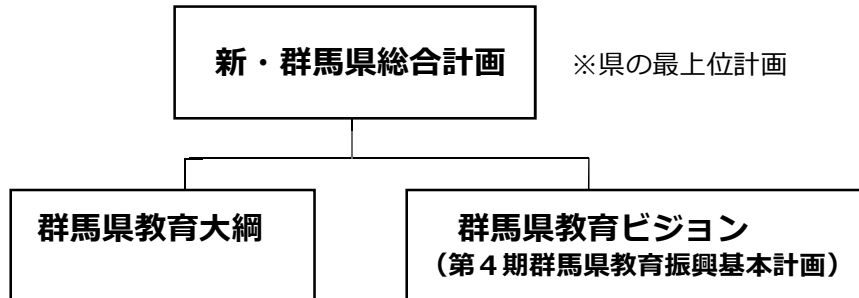 新・群馬県総合計画
※県の最上位計画
群馬県教育大綱
群馬県教育ビジョン
（第４期群馬県教育振興基本計画）